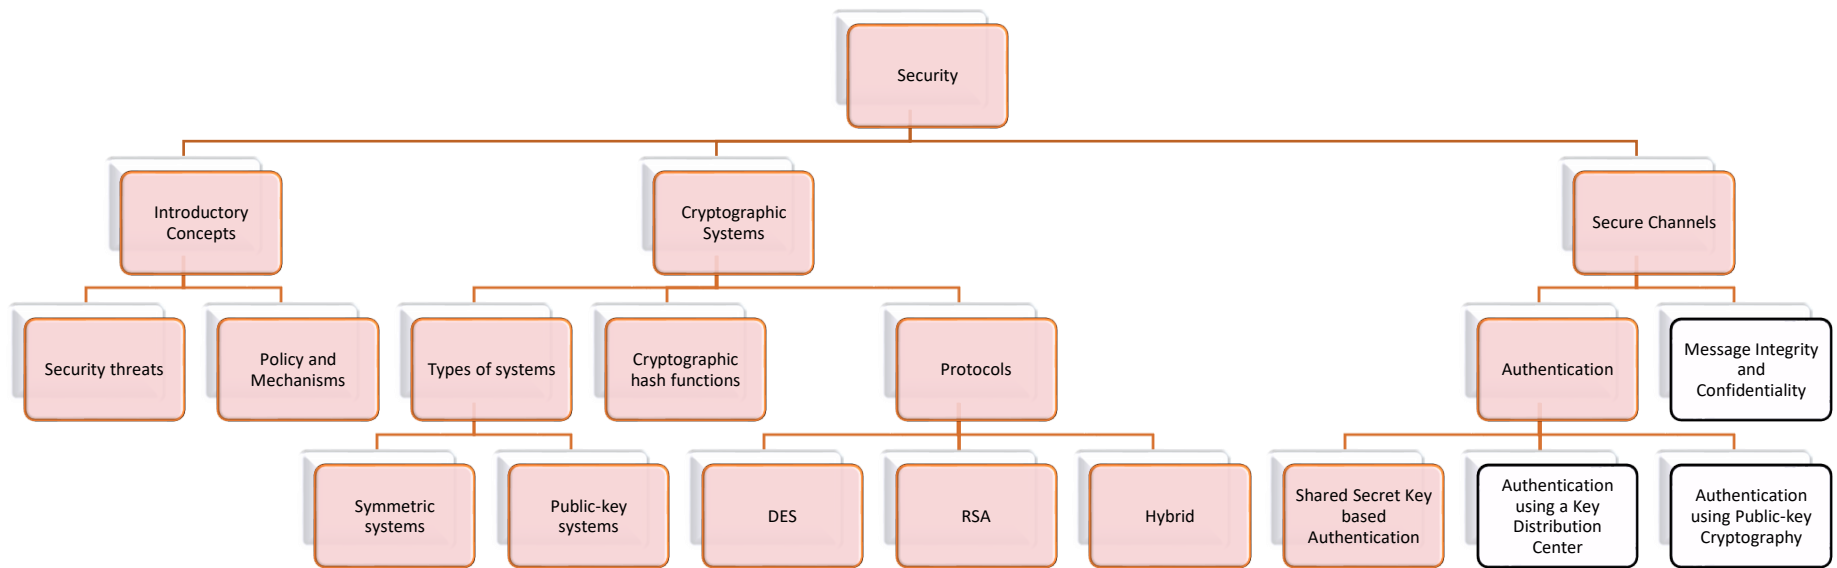 Security
Introductory
Concepts
Cryptographic
Systems
Secure Channels
Security threats
Policy and
Mechanisms
Types of systems
Cryptographic
hash functions
Protocols
Authentication
Message Integrity
and
Confidentiality
Symmetric
systems
Public-key
systems
DES
RSA
Hybrid
Shared Secret Key
based
Authentication
Authentication
using a Key
Distribution
Center
Authentication
using Public-key
Cryptography